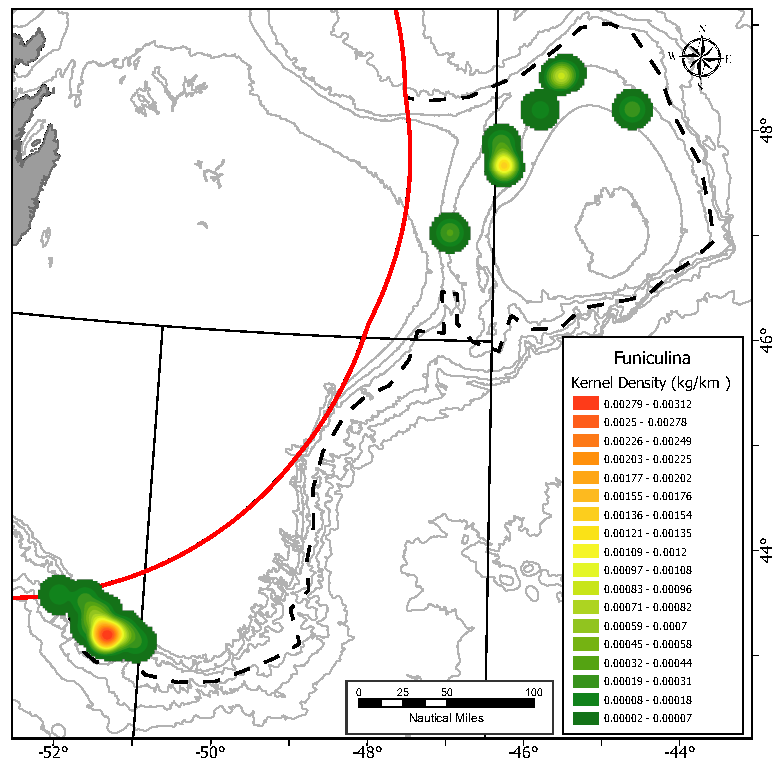 N
W E
S
48°
46°
44°
Funiculina
Kernel Density (kg/km )
0.00279 - 0.00312
0.0025 - 0.00278
0.00226 - 0.00249
0.00203 - 0.00225
0.00177 - 0.00202
0.00155 - 0.00176
0.00136 - 0.00154
0.00121 - 0.00135
0.00109 - 0.0012
0.00097 - 0.00108
0.00083 - 0.00096
0.00071 - 0.00082
0.00059 - 0.0007
0.00045 - 0.00058
0.00032 - 0.00044
0.00019 - 0.00031
0.00008 - 0.00018
0.00002 - 0.00007
0 25 50 100
Nautical Miles
-52° -50° -48° -46° -44°